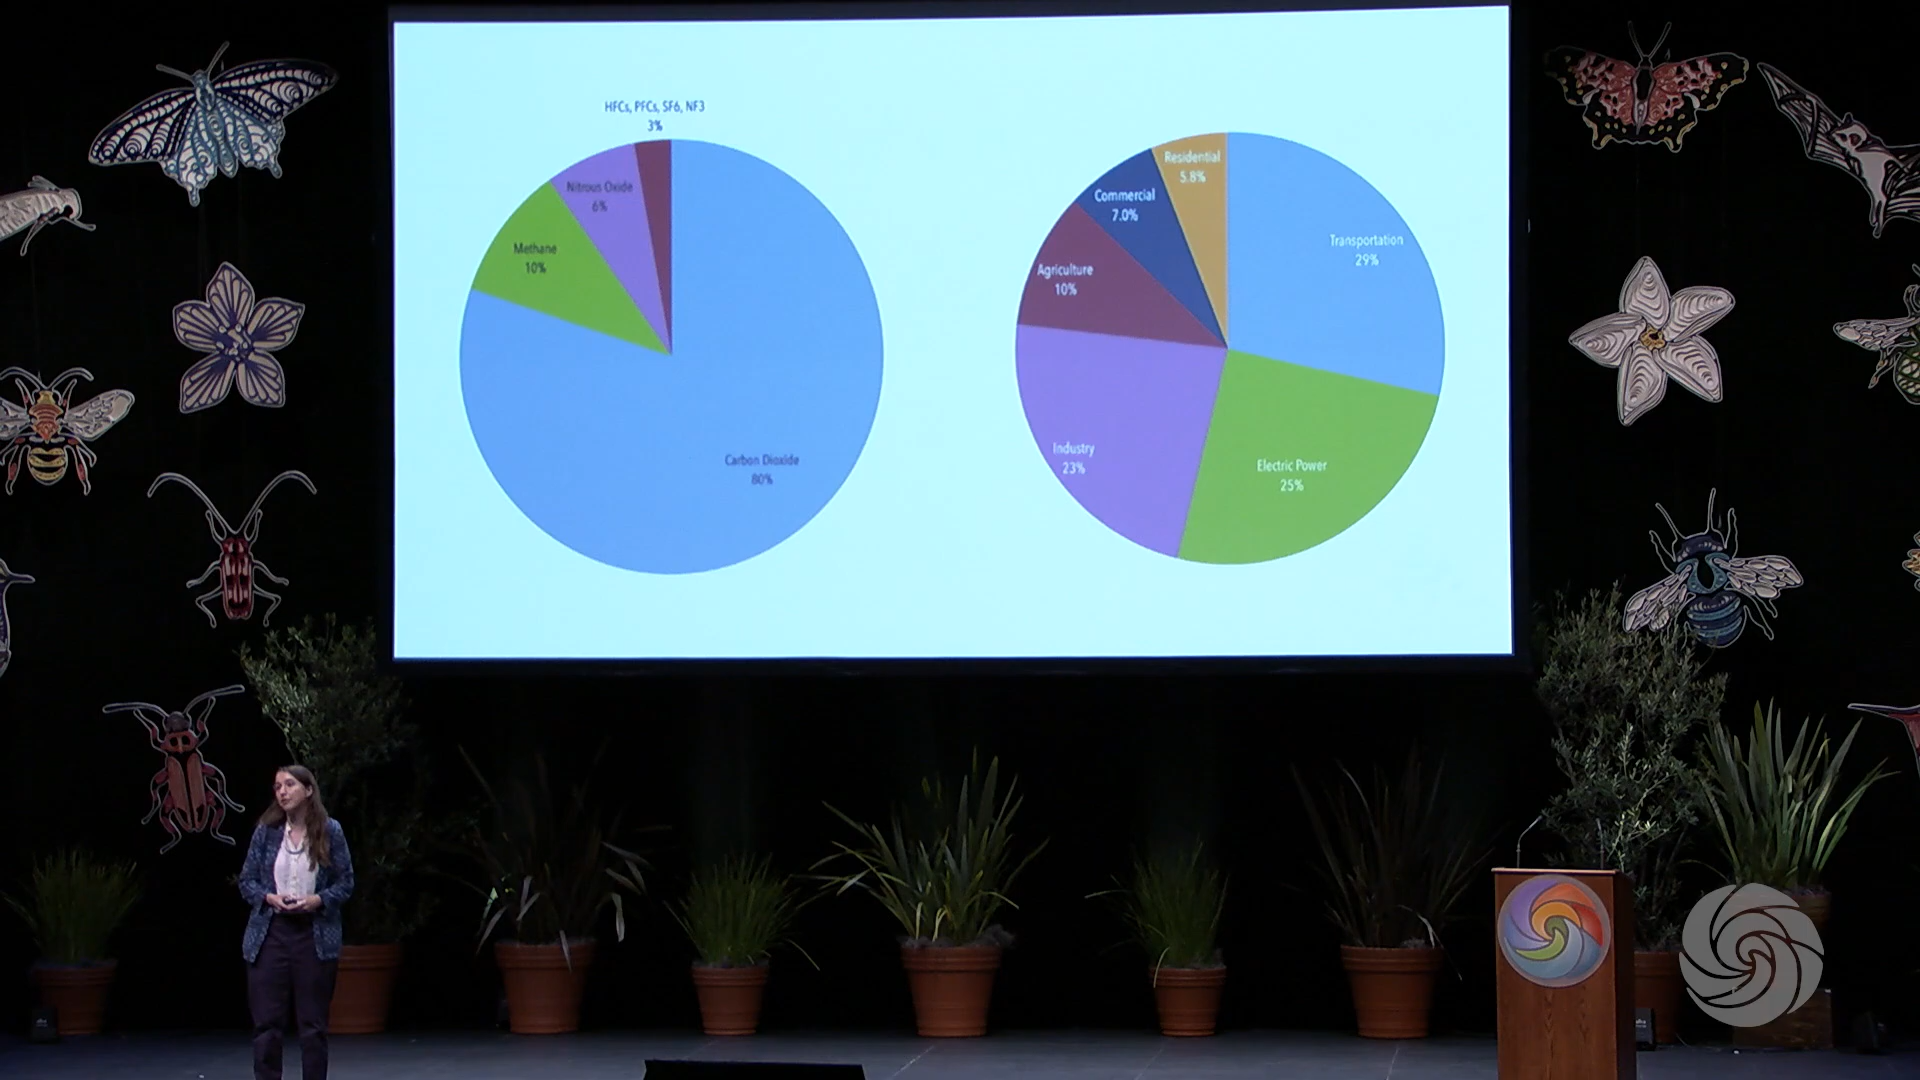 HFCs, PFCs, SF6, NF3
3%
Nitrous Oxide
6%
Methane
10%
Carbon Dioxide
80%
Residential
5.8%
Commercial
7.0%
Agriculture
10%
Industry
23%
Transportation
29%
Electric Power
25%